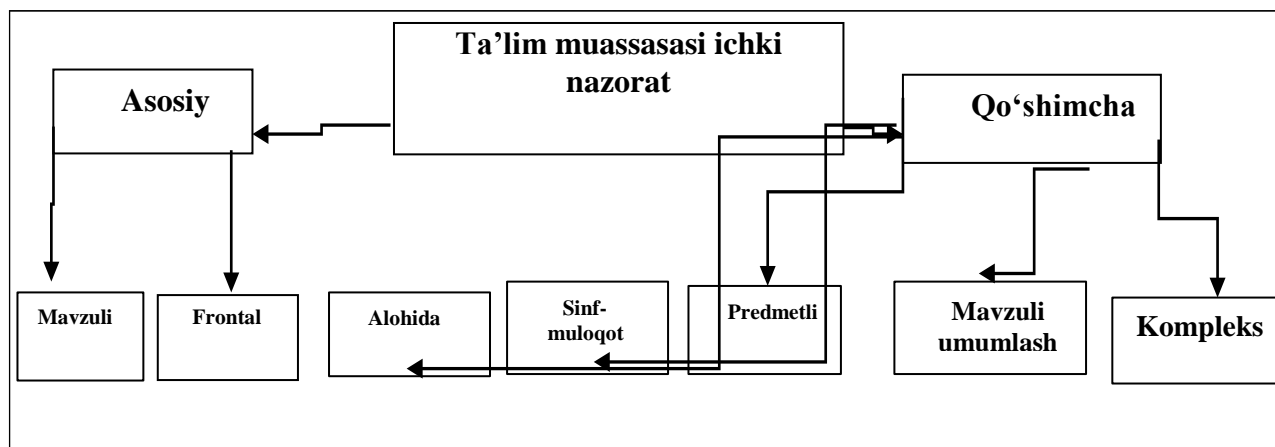 Ta’lim muassasasi ichki
nazorat
Asosiy
Qo‘shimcha
Mavzuli
Frontal
Alohida
Sinf-
muloqot
Predmetli
Mavzuli
umumlash
Kompleks